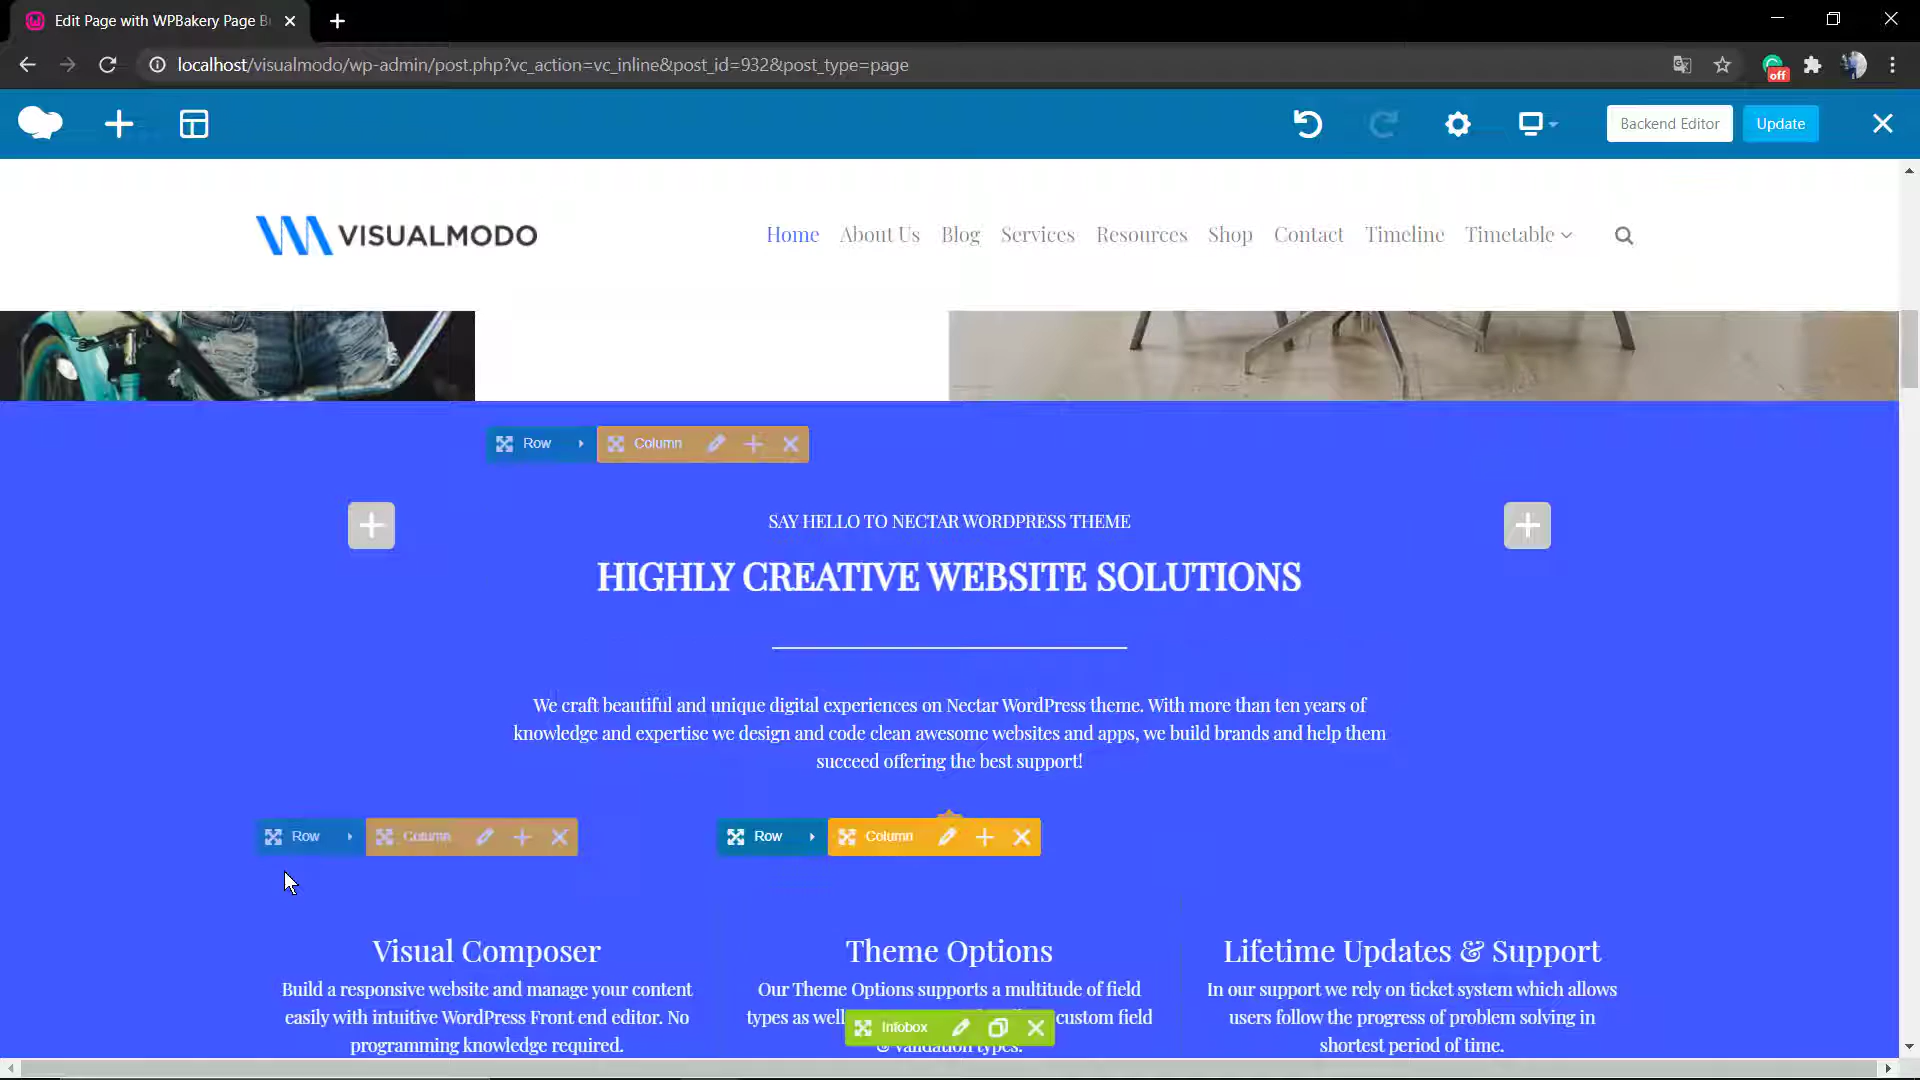 Edit Page with WPBakery Page B
localhost/visualmodo/wp-admin/post.php?vc_action=vc_inline&post_id=932&post_type=page
off
Backend Editor
Update
VISUALMODO
Home
About Us
Blog
Services
Resources
Shop
Contact
Timeline
Timetable
Row
Column
SAY HELLO TO NECTAR WORDPRESS THEME
HIGHLY CREATIVE WEBSITE SOLUTIONS
We craft beautiful and unique digital experiences on Nectar WordPress theme. With more than ten years of
knowledge and expertise we design and code clean awesome websites and apps, we build brands and help them
succeed offering the best support!
Row
Column
Row
Column
Visual Composer
Build a responsive website and manage your content
easily with intuitive WordPress Front end editor. No
programming knowledge required.
Theme Options
Our Theme Options supports a multitude of field
types as well custom field
Infobox
& validation types.
Lifetime Updates & Support
In our support we rely on ticket system which allows
users follow the progress of problem solving in
shortest period of time.